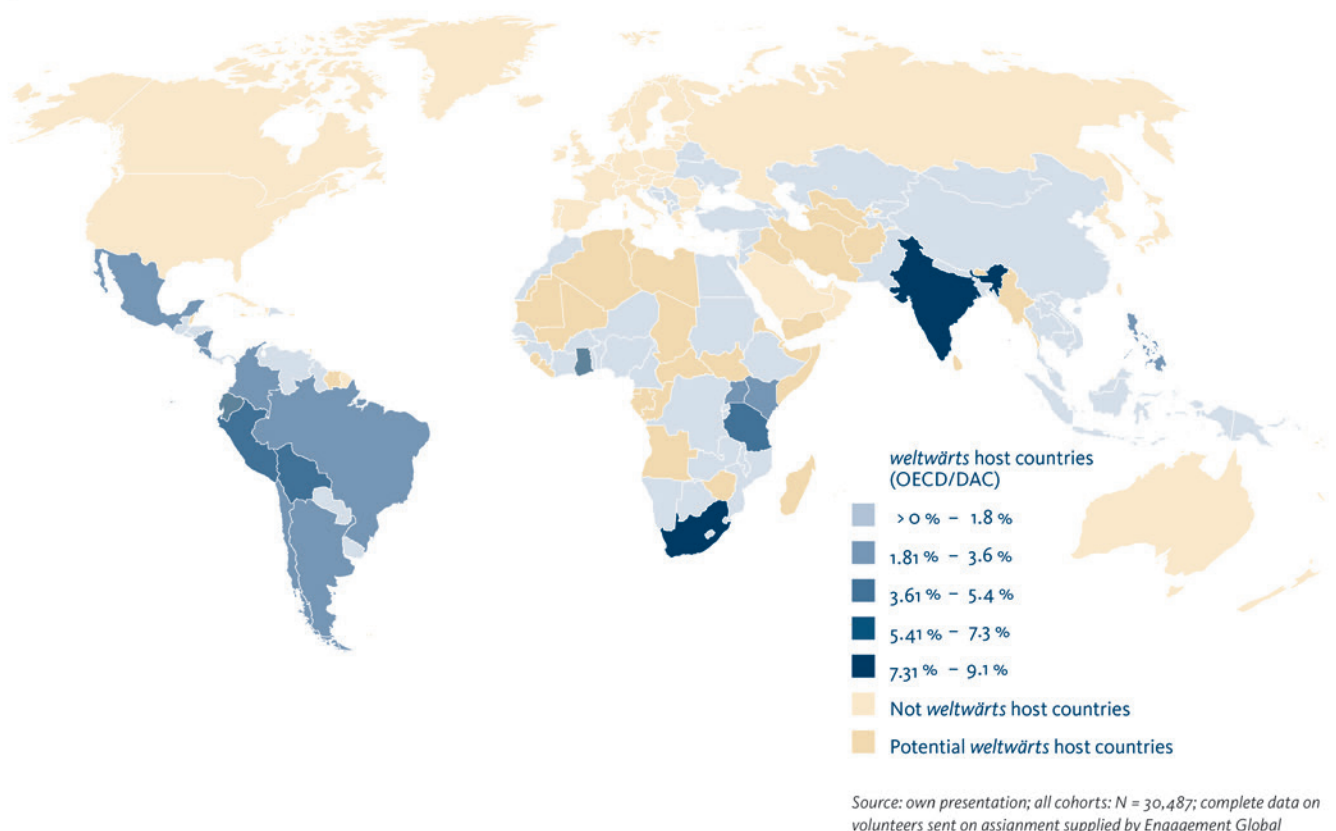 weltwärts host countries
(OECD/DAC)
>0 % – 1.8 %
1.81 % – 3.6 %
3.61 % – 5.4 %
5.41 % – 7.3 %
7.31 % – 9.1 %
Not weltwärts host countries
Potential weltwärts host countries
Source: own presentation; all cohorts: N = 30,487; complete data on
volunteers sent on assignment supplied by Engagement Global